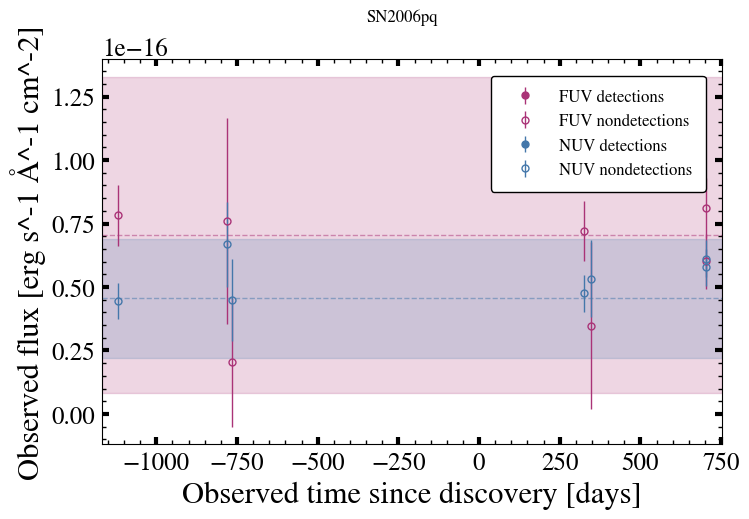 SN2006pq
1e−16
1.25
1.00
0.75
0.50
0.25
0.00
Observed flux [erg s^-1 Å^-1 cm^-2]
FUV detections
FUV nondetections
NUV detections
NUV nondetections
−1000 −750 −500 −250 0 250 500 750
Observed time since discovery [days]